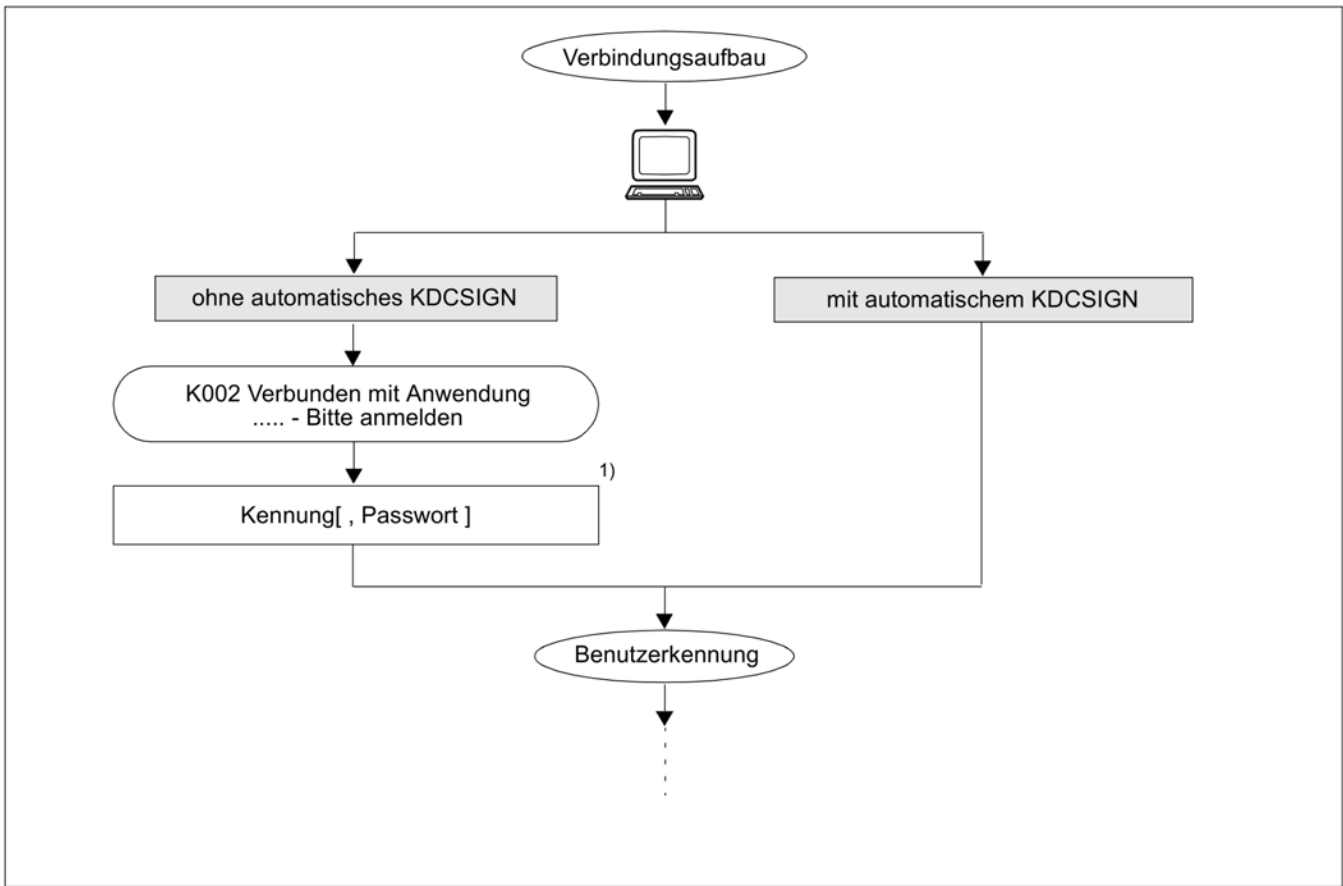 Verbindungsaufbau
ohne automatisches KDCSIGN
mit automatischem KDCSIGN
K002 Verbunden mit Anwendung
..... - Bitte anmelden
1)
Kennung[ , Passwort ]
Benutzerkennung